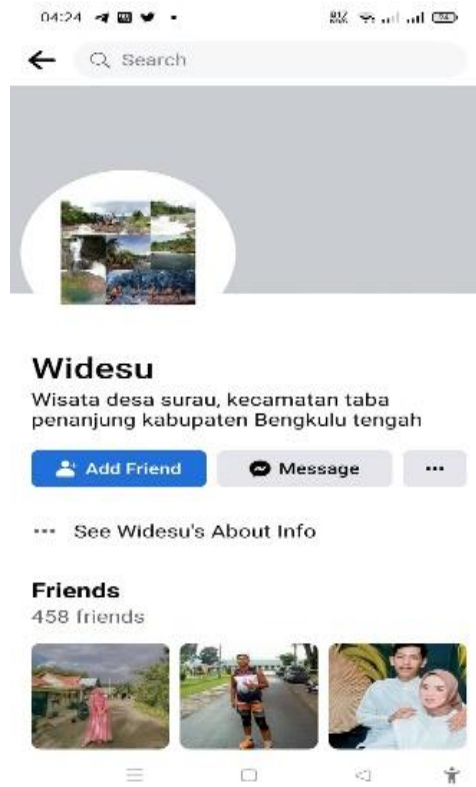 04:24
Search
Widesu
Wisata desa surau, kecamatan taba
penanjung kabupaten Bengkulu tengah
Add Friend
Message
See Widesu's About Info
Friends
458 friends